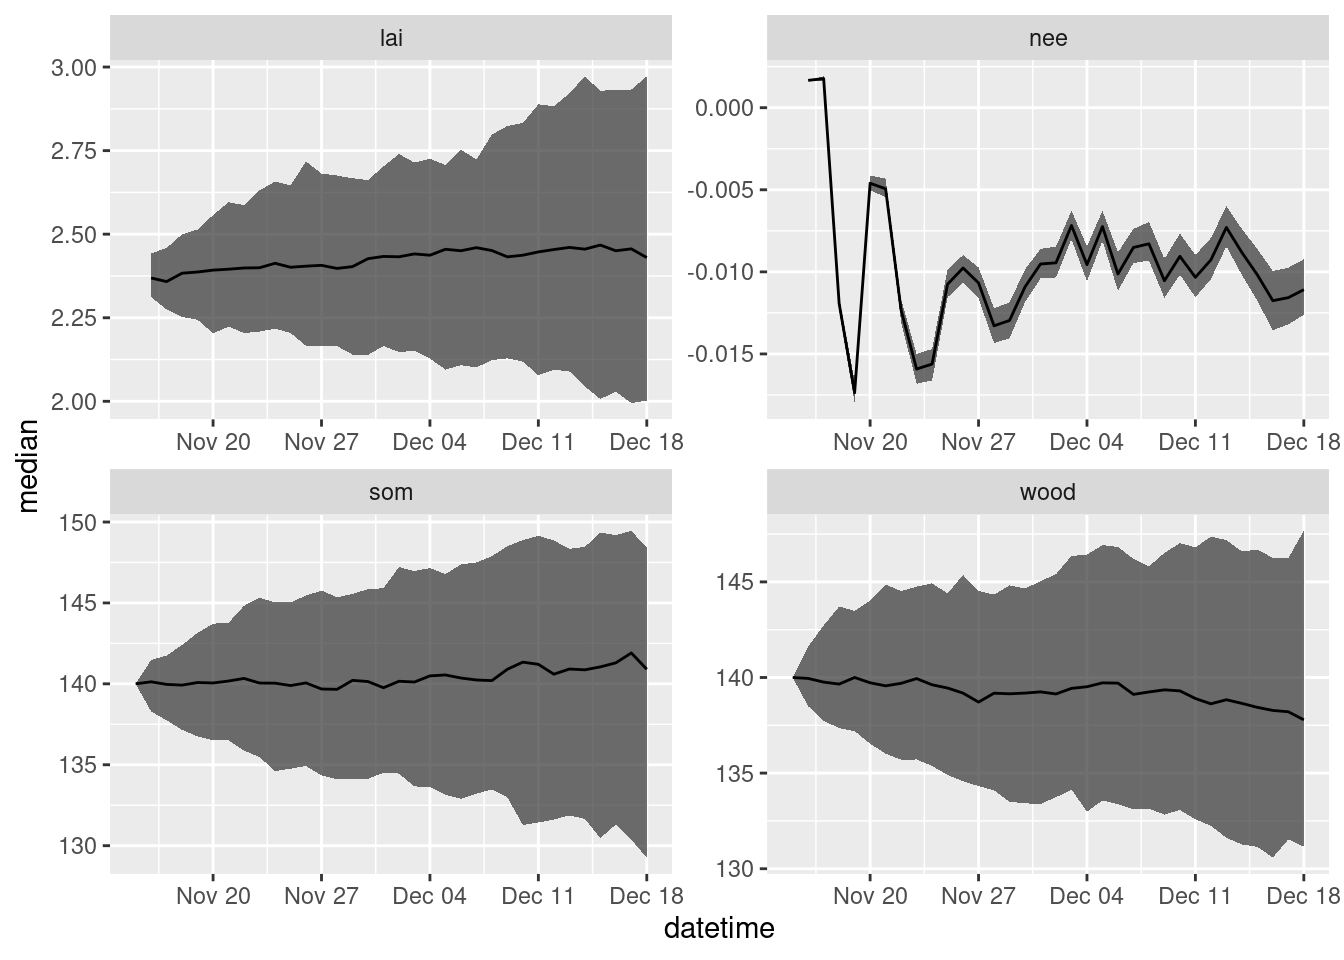 lai
nee
3.00
2.75
2.50
2.25
2.00
0.000
-0.005
-0.010
-0.015
Nov 20 Nov 27 Dec 04 Dec 11 Dec 18
Nov 20 Nov 27 Dec 04 Dec 11 Dec 18
median
som
wood
150
145
140
135
130
145
140
135
130
Nov 20 Nov 27 Dec 04 Dec 11 Dec 18
Nov 20 Nov 27 Dec 04 Dec 11 Dec 18
datetime